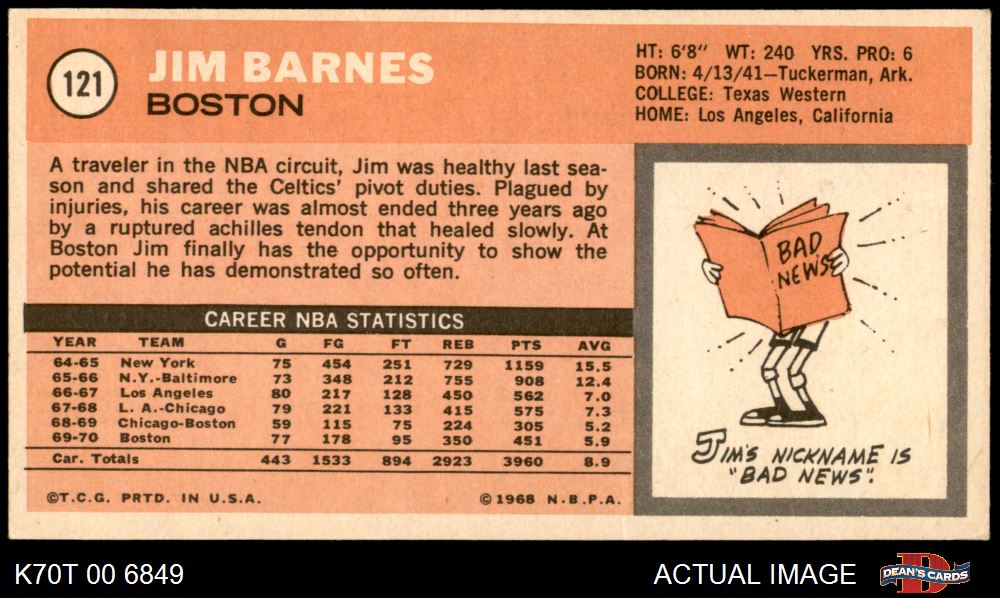 121
JIM BARNES
BOSTON
HT: 6'8" WT: 240 YRS. PRO: 6
BORN: 4/13/41—Tuckerman, Ark.
COLLEGE: Texas Western
HOME: Los Angeles, California
A traveler in the NBA circuit, Jim was healthy last sea-
son and shared the Celtics' pivot duties. Plagued by
injuries, his career was almost ended three years ago
by a ruptured achilles tendon that healed slowly. At
Boston Jim finally has the opportunity to show the
potential he has demonstrated so often.
CAREER NBA STATISTICS
YEAR TEAM G FG FT REB PTS AVG
64-65 New York 75 454 251 729 1159 15.5
65-66 N.Y.-Baltimore 73 348 212 755 908 12.4
66-67 Los Angeles 80 217 128 450 562 7.0
67-68 L. A.-Chicago 79 221 133 415 575 7.3
68-69 Chicago-Boston 59 115 75 224 305 5.2
69-70 Boston 77 178 95 350 451 5.9
Car. Totals 443 1533 894 2923 3960 8.9
©T.C.G. PRTD. IN U.S.A. ©1968 N.B.P.A.
BAD
NEWS
JIM'S NICKNAME IS
"BAD NEWS".
K70T 00 6849
ACTUAL IMAGE
D
DEAN'S CARDS